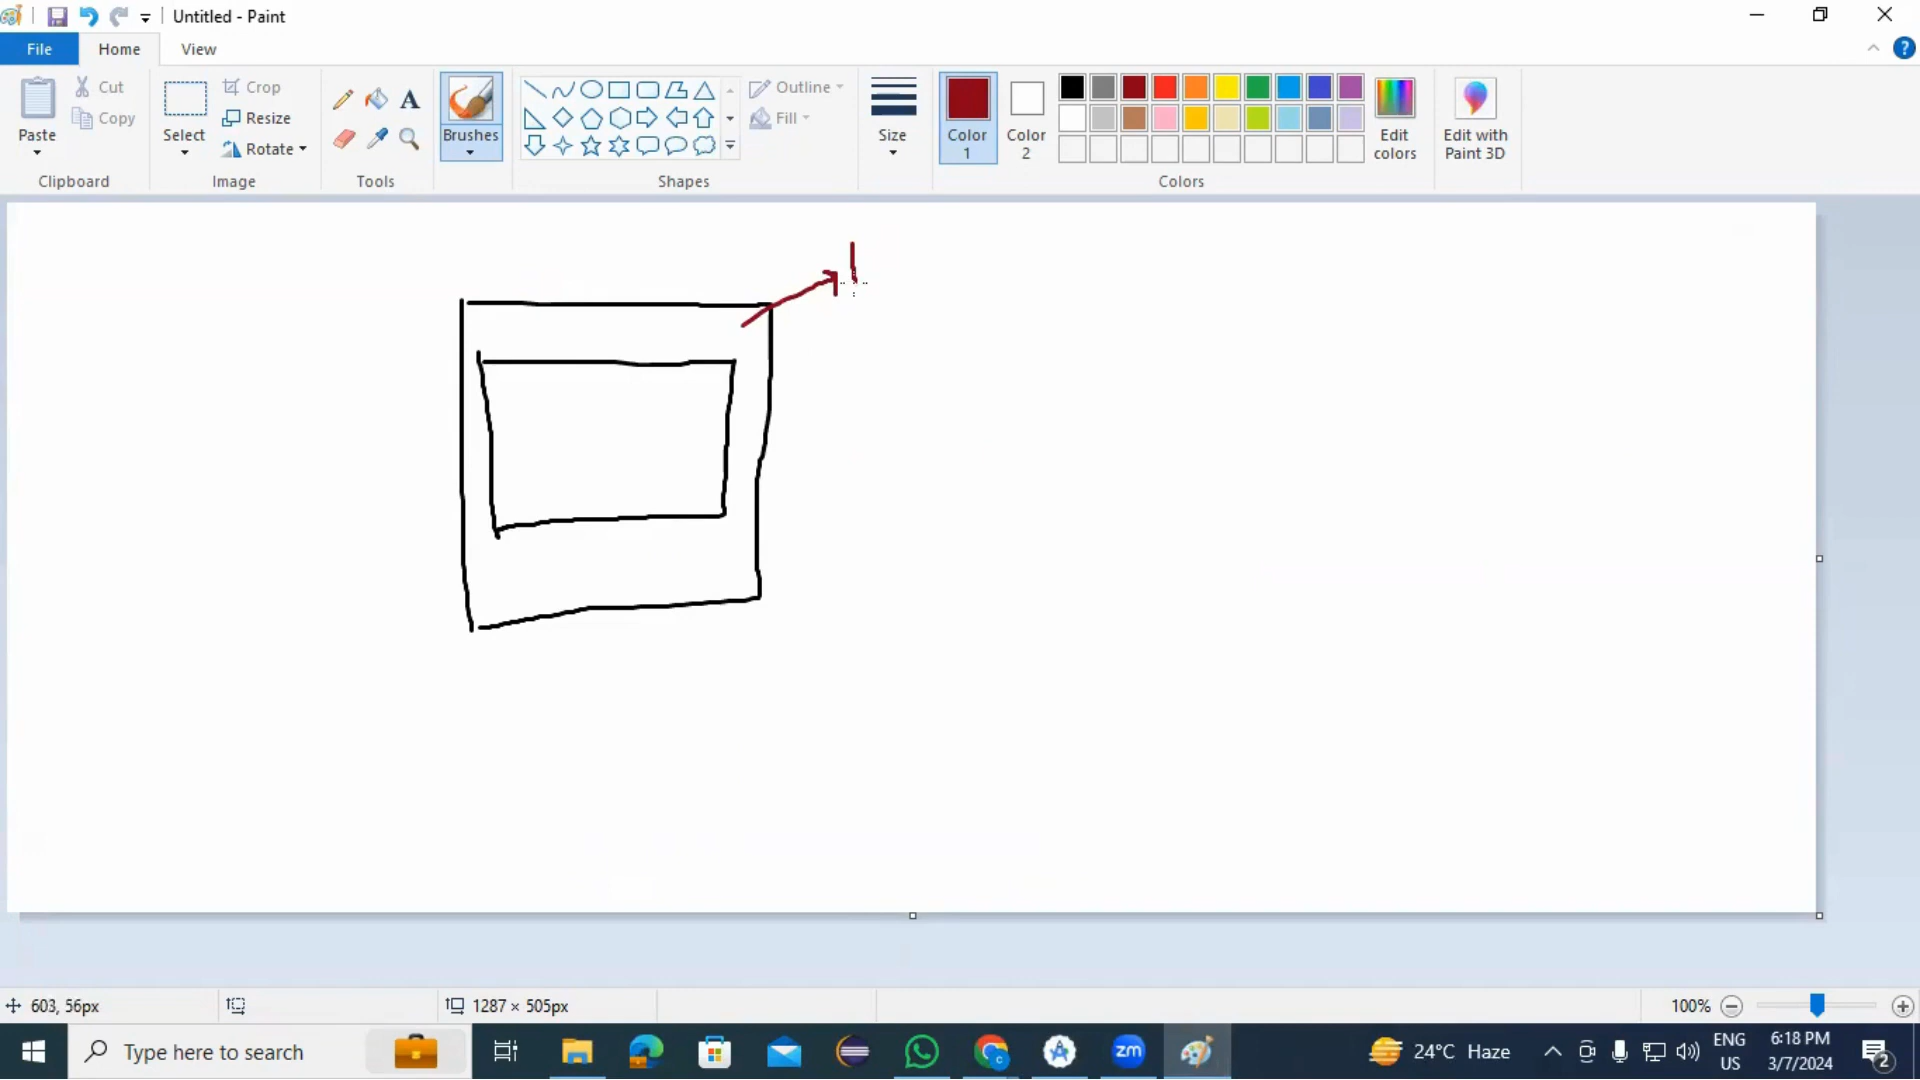 Untitled - Paint
File Home View
Paste
Cut
Copy
Clipboard
Select
Crop
Resize
Rotate
Image
Tools
Brushes
Shapes
Outline
Fill
Size
Color 1
Color 2
Edit colors
Colors
Edit with Paint 3D
603, 56px
1287 × 505px
100%
Type here to search
zm
24°C Haze
ENG US
6:18 PM
3/7/2024
2